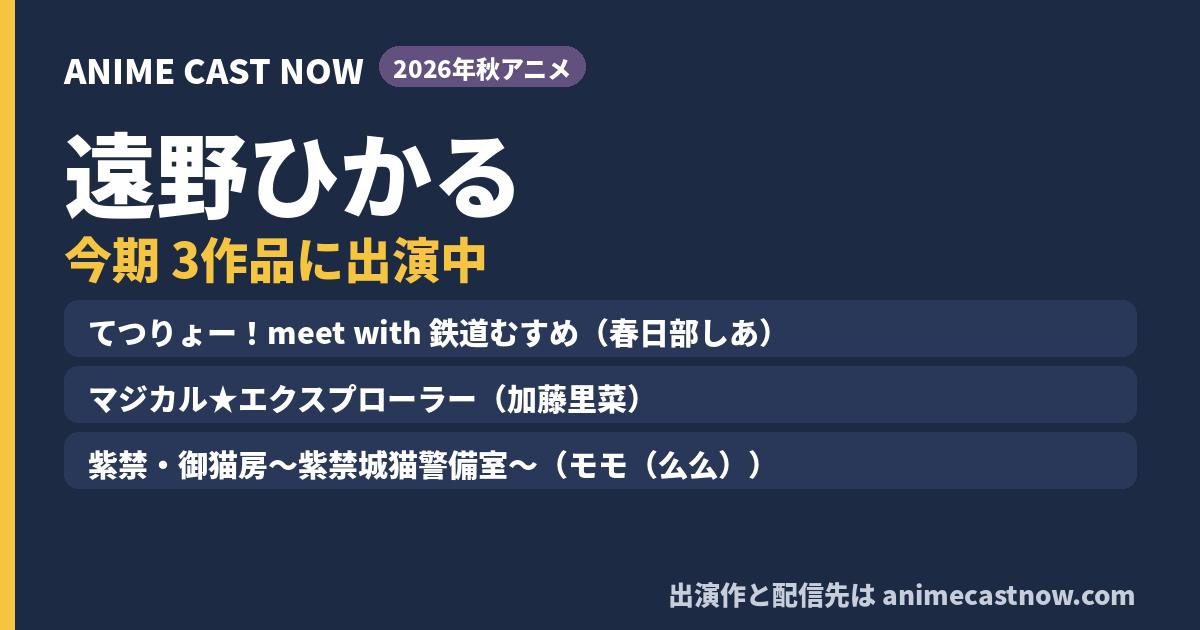 ANIME CAST NOW 2026年秋アニメ
遠野ひかる
今期 3作品に出演中
てつりょー！meet with 鉄道むすめ（春日部しあ）
マジカル★エクスプローラー（加藤里菜）
紫禁・御猫房～紫禁城猫警備室～（モモ（么么））
出演作と配信先は animecastnow.com